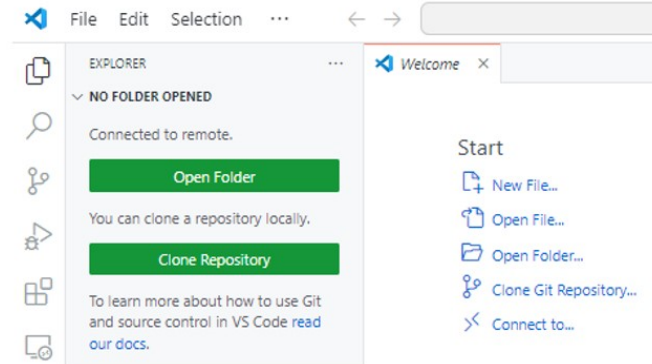 File Edit Selection ...
EXPLORER ...
Welcome
NO FOLDER OPENED
Connected to remote.
Open Folder
You can clone a repository locally.
Clone Repository
To learn more about how to use Git
and source control in VS Code read
our docs.
Start
New File...
Open File...
Open Folder...
Clone Git Repository...
Connect to...